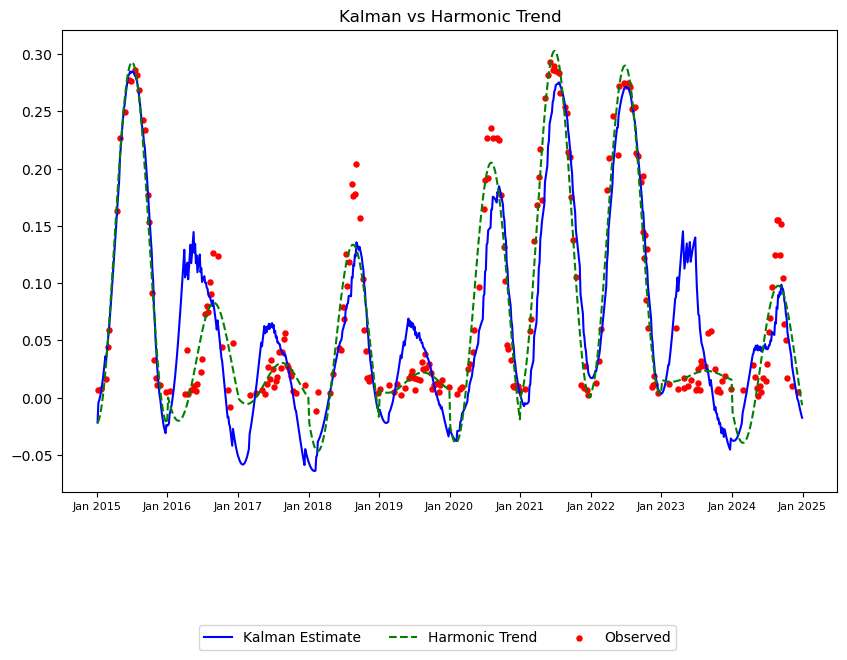 Kalman vs Harmonic Trend
0.30
0.25
0.20
0.15
0.10
0.05
0.00
−0.05
Jan 2015 Jan 2016 Jan 2017 Jan 2018 Jan 2019 Jan 2020 Jan 2021 Jan 2022 Jan 2023 Jan 2024 Jan 2025
Kalman Estimate Harmonic Trend Observed